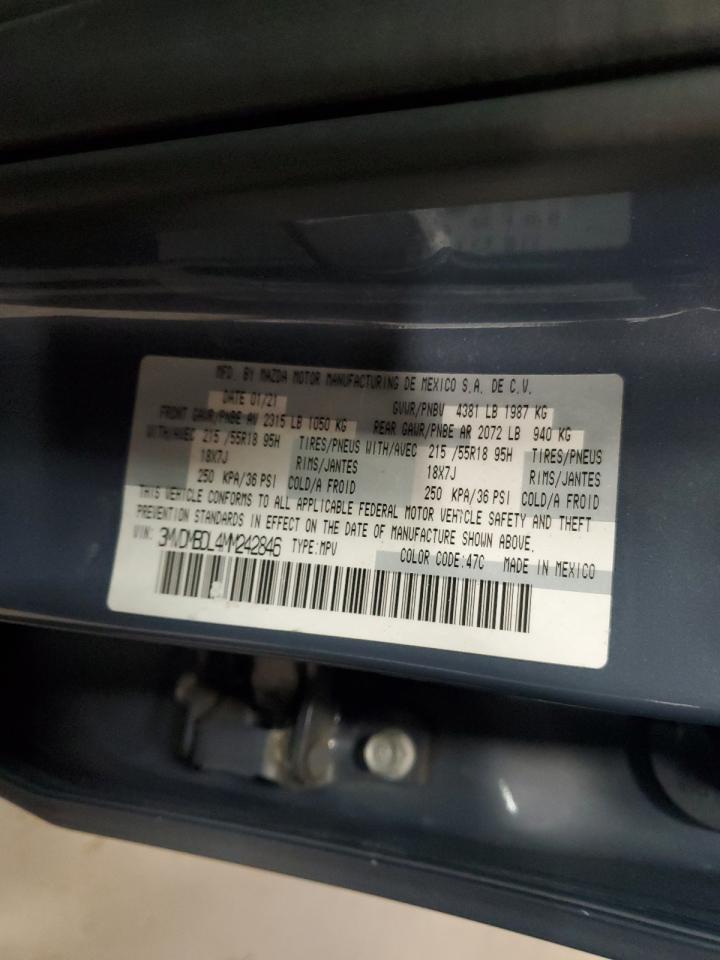 MFD. BY MAZDA MOTOR MANUFACTURING DE MEXICO S.A. DE C.V.
DATE 01/21 GVWR/PNBV 4381 LB 1987 KG
FRONT GAWR/PNBE AV 2315 LB 1050 KG REAR GAWR/PNBE AR 2072 LB 940 KG
WITH/AVEC 215 /55R18 95H TIRES/PNEUS WITH/AVEC 215 /55R18 95H TIRES/PNEUS
18X7J RIMS/JANTES 18X7J RIMS/JANTES
250 KPA/36 PSI COLD/A FROID 250 KPA/36 PSI COLD/A FROID
THIS VEHICLE CONFORMS TO ALL APPLICABLE FEDERAL MOTOR VEHICLE SAFETY AND THEFT
PREVENTION STANDARDS IN EFFECT ON THE DATE OF MANUFACTURE SHOWN ABOVE.
VIN: 3MVDMBDL4MM242846 TYPE:MPV
COLOR CODE:47C MADE IN MEXICO